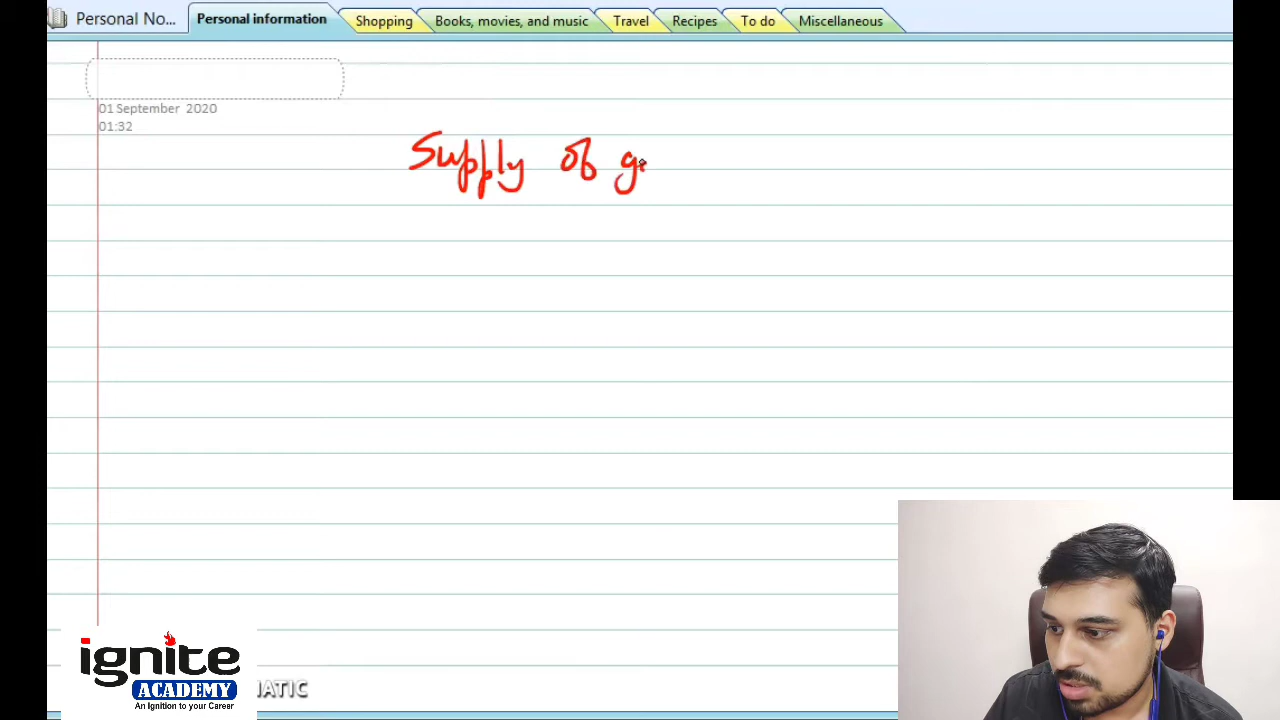 Personal No... Personal information Shopping Books, movies, and music Travel Recipes To do Miscellaneous
01 September 2020
01:32
Supply of g
ignite
ACADEMY
An Ignition to your Career
MATIC